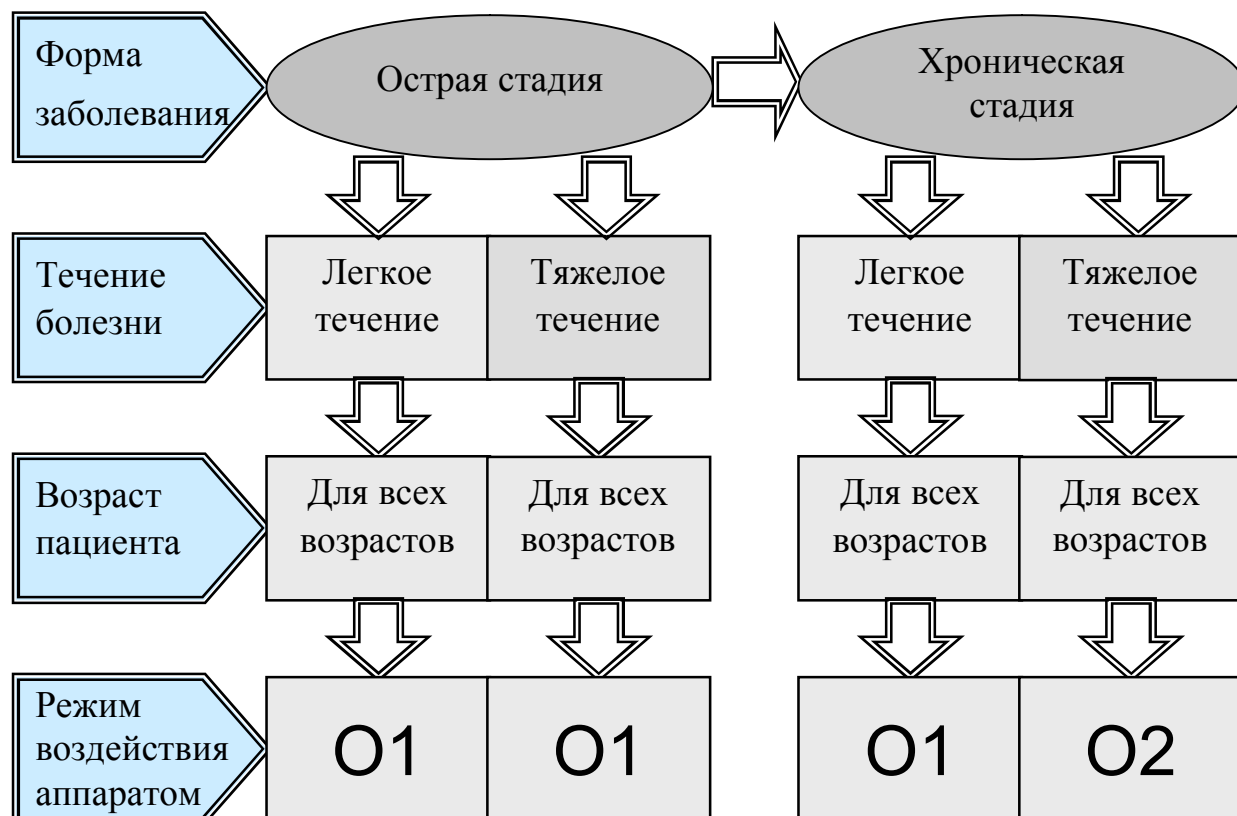 Форма
заболевания
Острая стадия
Хроническая
стадия
Течение
болезни
Легкое
течение
Тяжелое
течение
Легкое
течение
Тяжелое
течение
Возраст
пациента
Для всех
возрастов
Для всех
возрастов
Для всех
возрастов
Для всех
возрастов
Режим
воздействия
аппаратом
О1
О1
О1
О2